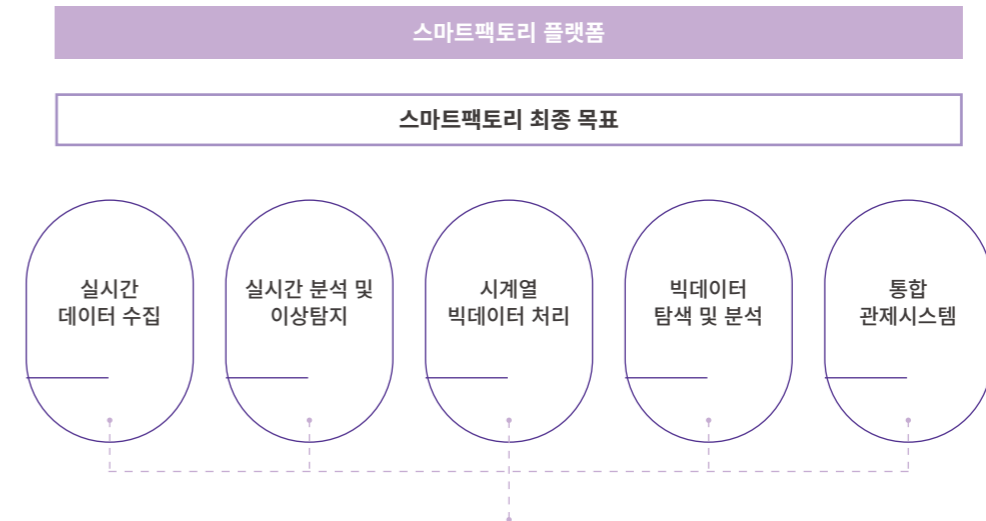 스마트팩토리 플랫폼
스마트팩토리 최종 목표
실시간
데이터 수집
실시간 분석 및
이상탐지
시계열
빅데이터 처리
빅데이터
탐색 및 분석
통합
관제시스템